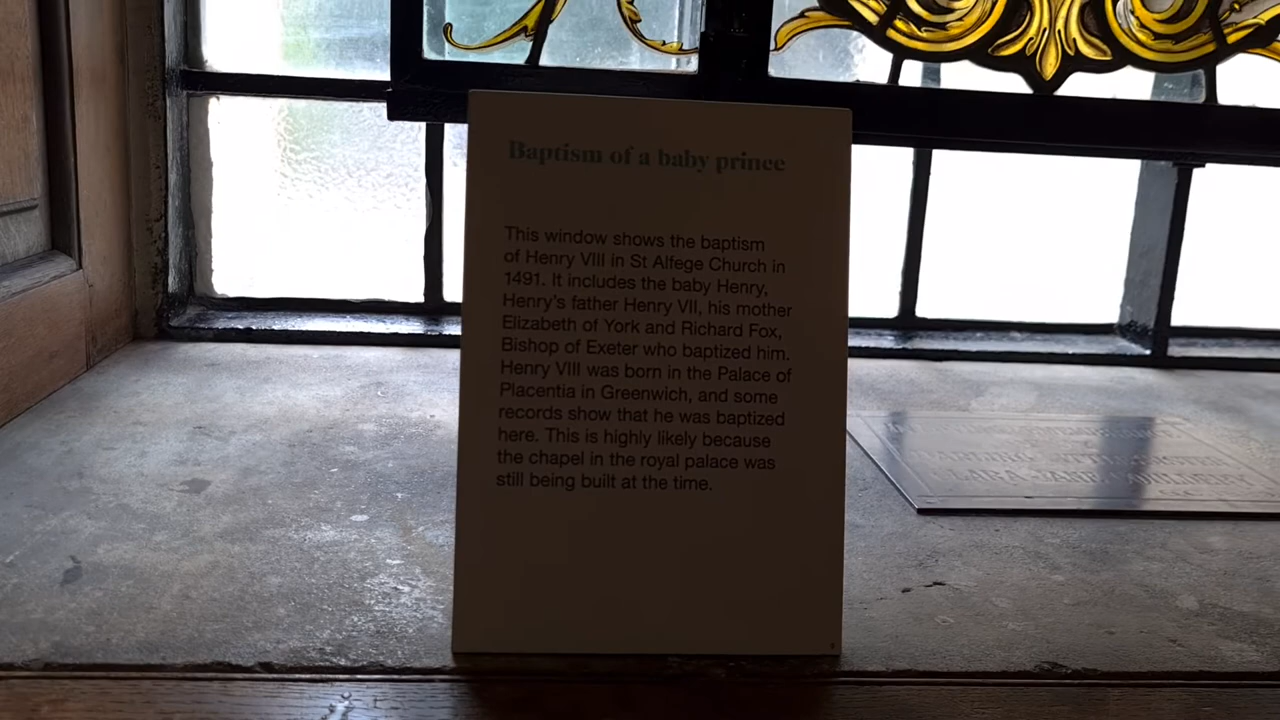 Baptism of a baby prince
This window shows the baptism
of Henry VIII in St Alfege Church in
1491. It includes the baby Henry,
Henry's father Henry VII, his mother
Elizabeth of York and Richard Fox,
Bishop of Exeter who baptized him.
Henry VIII was born in the Palace of
Placentia in Greenwich, and some
records show that he was baptized
here. This is highly likely because
the chapel in the royal palace was
still being built at the time.